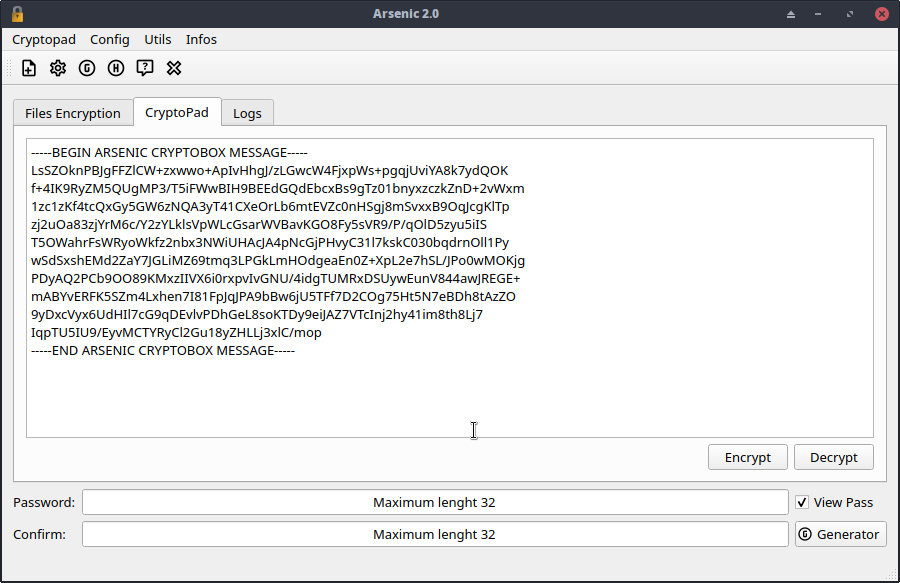 Arsenic 2.0
Cryptopad Config Utils Infos
Files Encryption CryptoPad Logs
-----BEGIN ARSENIC CRYPTOBOX MESSAGE-----
LsSZOknPBJgFFZlCW+zxwwo+ApIvHhgJ/zLGwcW4FjxpWs+pgqjUviYA8k7ydQOK
f+4IK9RyZM5QUgMP3/T5iFWwBIH9BEEdGQdEbcxBs9gTz01bnyxzczkZnD+2vWxm
1zc1zKf4tcQxGy5GW6zNQA3yT41CXeOrLb6mtEVZc0nHSgj8mSvxxB9OqJcgKlTp
zj2uOa83zjYrM6c/Y2zYLklsVpWLcGsarWVBavKGO8Fy5sVR9/P/qOlD5zyu5iIS
T5OWahrFsWRyoWkfz2nbx3NWiUHAcJA4pNcGjPHvyC31l7kskC030bqdrnOll1Py
wSdSxshEMd2ZaY7JGLiMZ69tmq3LPGkLmHOdgeaEn0Z+XpL2e7hSL/JPo0wMOKjg
PDyAQ2PCb9OO89KMxzIIVX6i0rxpvIvGNU/4idgTUMRxDSUywEunV844awJREGE+
mABYvERFK5SZm4Lxhen7I81FpJqJPA9bBw6jU5TFf7D2COg75Ht5N7eBDh8tAzZO
9yDxcVyx6UdHIl7cG9qDEvlvPDhGeL8soKTDy9eiJAZ7VTcInj2hy41im8th8Lj7
IqpTU5IU9/EyvMCTYRyCl2Gu18yZHLLj3xlC/mop
-----END ARSENIC CRYPTOBOX MESSAGE-----
Encrypt Decrypt
Password: Maximum lenght 32 View Pass
Confirm: Maximum lenght 32 Generator